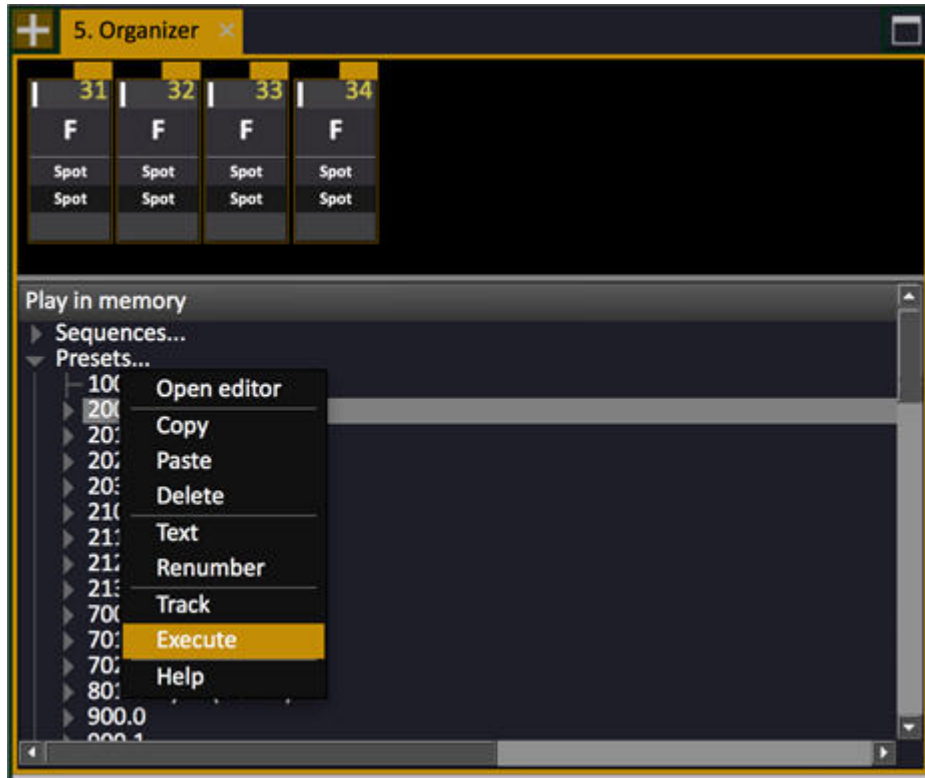 5. Organizer
31 32 33 34
F F F F
Spot Spot Spot Spot
Spot Spot Spot Spot
Play in memory
Sequences...
Presets...
Open editor
Copy
Paste
Delete
Text
Renumber
Track
Execute
Help
900.0